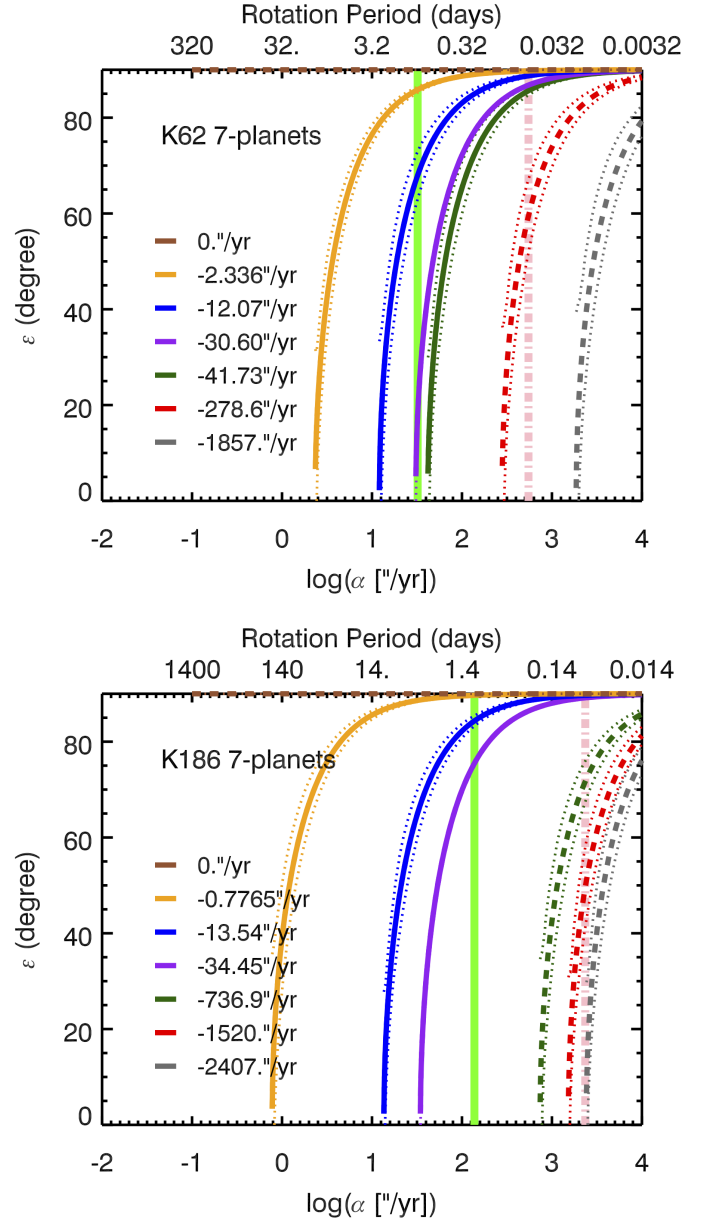 Rotation Period (days)
320 32. 3.2 0.32 0.032 0.0032
K62 7-planets
80
60
40
20
0
ε (degree)
0."/yr
-2.336"/yr
-12.07"/yr
-30.60"/yr
-41.73"/yr
-278.6"/yr
-1857."/yr
-2 -1 0 1 2 3 4
log(α ["/yr])
Rotation Period (days)
1400 140 14. 1.4 0.14 0.014
K186 7-planets
80
60
40
20
0
ε (degree)
0."/yr
-0.7765"/yr
-13.54"/yr
-34.45"/yr
-736.9"/yr
-1520."/yr
-2407."/yr
-2 -1 0 1 2 3 4
log(α ["/yr])